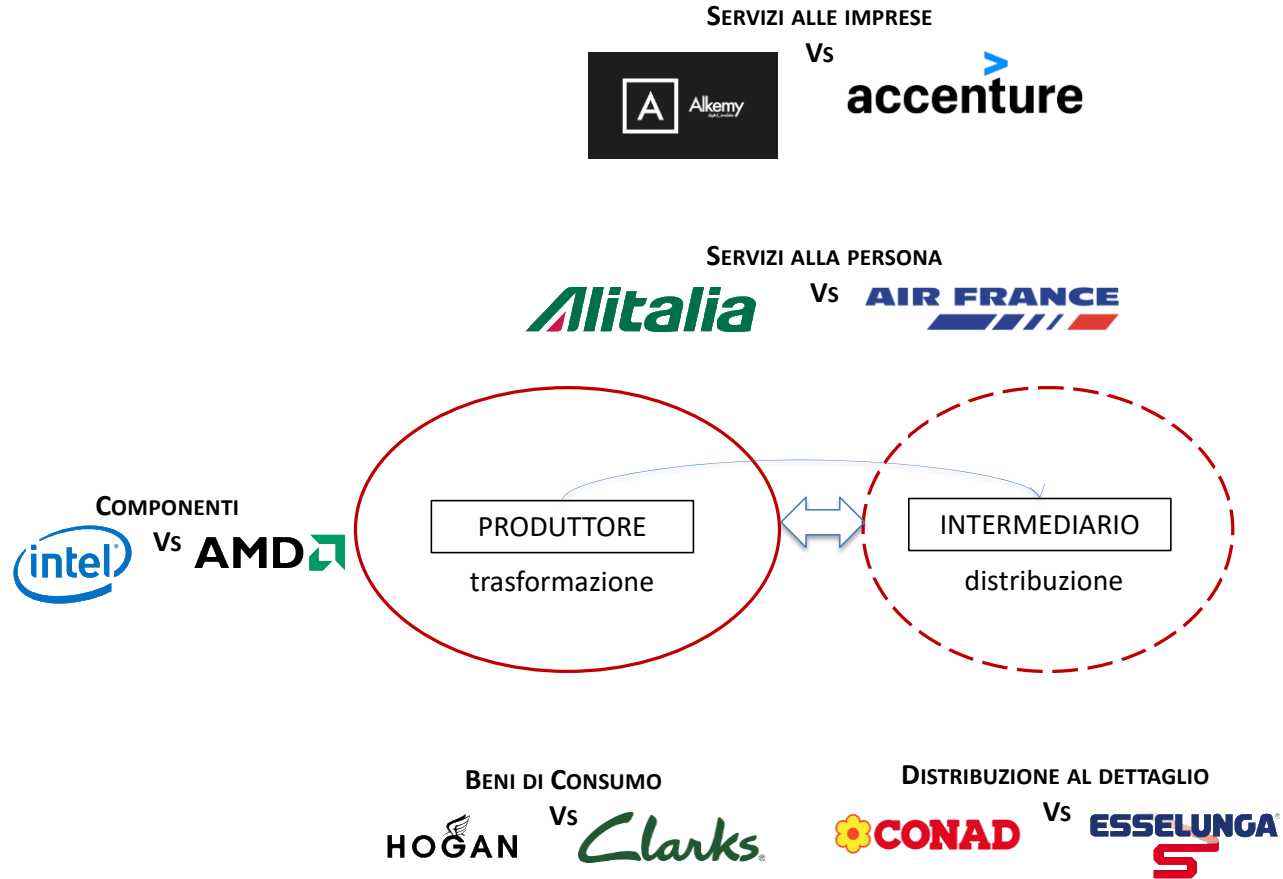 SERVIZI ALLE IMPRESE
VS
A Alkemy
accenture
SERVIZI ALLA PERSONA
VS
Alitalia
AIR FRANCE
COMPONENTI
VS
intel
AMD
PRODUTTORE
trasformazione
INTERMEDIARIO
distribuzione
BENI DI CONSUMO
VS
HOGAN
Clarks
DISTRIBUZIONE AL DETTAGLIO
VS
CONAD
ESSELUNGA
S